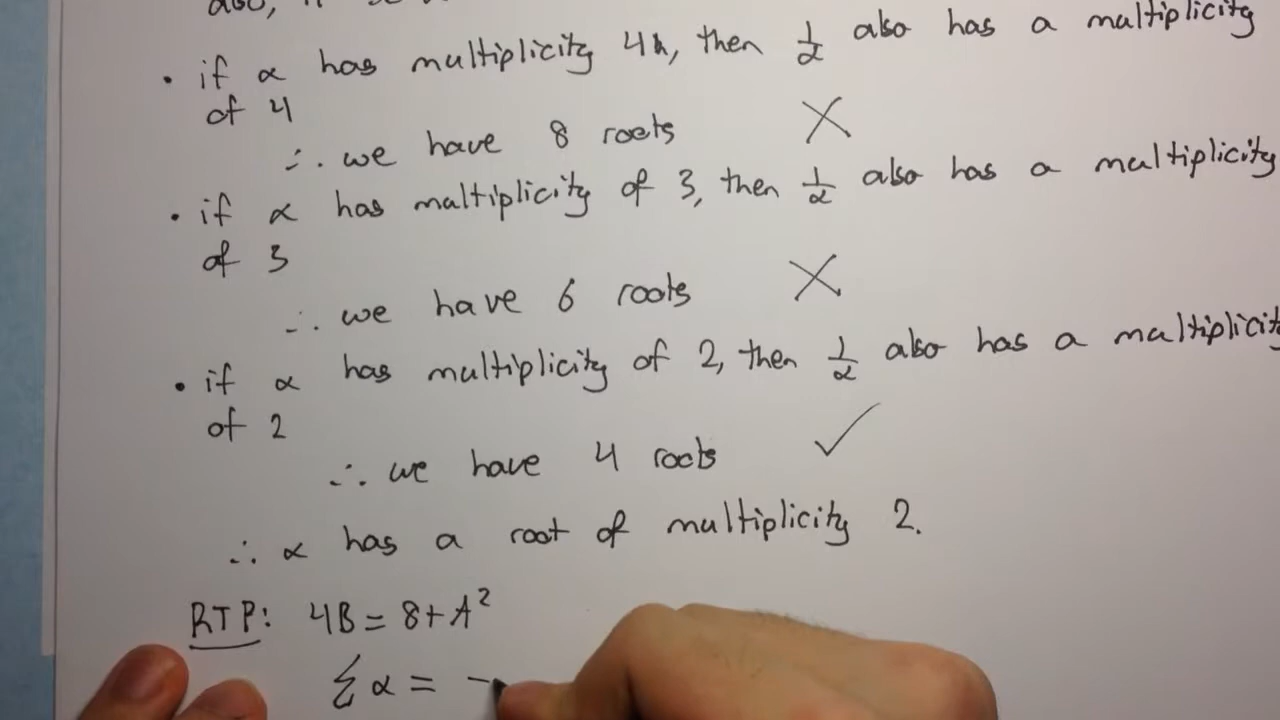 • if α has multiplicity 4, then 1/α also has a multiplicity
of 4
∴ we have 8 roots ✗
• if α has maltiplicity of 3, then 1/α also has a multiplicity
of 3
∴ we have 6 roots ✗
• if α has multiplicity of 2, then 1/α also has a multiplicity
of 2
∴ we have 4 roots ✓
∴ α has a root of multiplicity 2.
RTP: 4B = 8 + A²
Σα = -